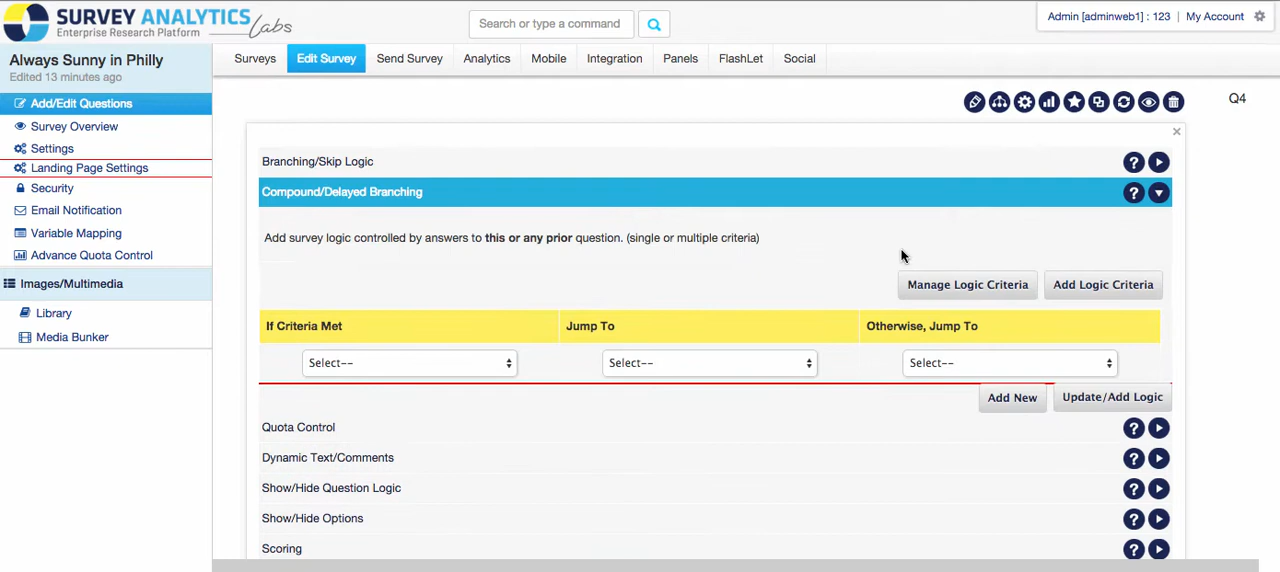 SURVEY ANALYTICS
Enterprise Research Platform
Labs
Search or type a command
Admin [adminweb1] : 123 | My Account
Always Sunny in Philly
Edited 13 minutes ago
Surveys
Edit Survey
Send Survey
Analytics
Mobile
Integration
Panels
FlashLet
Social
Add/Edit Questions
Survey Overview
Settings
Landing Page Settings
Security
Email Notification
Variable Mapping
Advance Quota Control
Images/Multimedia
Library
Media Bunker
Q4
×
Branching/Skip Logic
?
Compound/Delayed Branching
?
Add survey logic controlled by answers to this or any prior question. (single or multiple criteria)
Manage Logic Criteria
Add Logic Criteria
If Criteria Met
Jump To
Otherwise, Jump To
Select--
Select--
Select--
Add New
Update/Add Logic
Quota Control
?
Dynamic Text/Comments
?
Show/Hide Question Logic
?
Show/Hide Options
?
Scoring
?